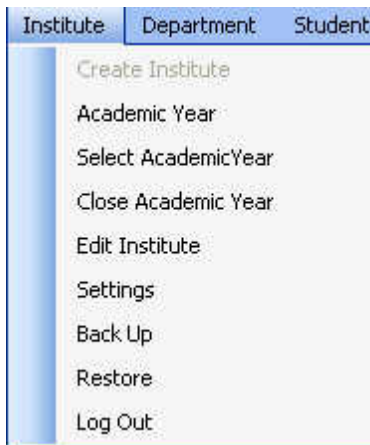 Institute Department Student
Create Institute
Academic Year
Select AcademicYear
Close Academic Year
Edit Institute
Settings
Back Up
Restore
Log Out